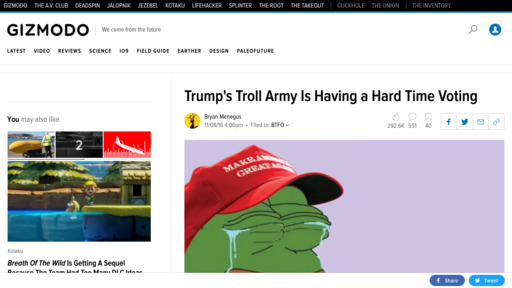 GIZMODO THE A.V. CLUB DEADSPIN JALOPNIK JEZEBEL KOTAKU LIFEHACKER SPLINTER THE ROOT THE TAKEOUT CLICKHOLE THE ONION THE INVENTORY
GIZMODO We come from the future
LATEST VIDEO REVIEWS SCIENCE IO9 FIELD GUIDE EARTHER DESIGN PALEOFUTURE
Trump's Troll Army Is Having a Hard Time Voting
Bryan Menegus
11/08/16 4:06pm • Filed to: BTFO
292.6K 551 40
You may also like
2
MAKE AMERICA
GREAT AGAIN
Kotaku
Breath Of The Wild Is Getting A Sequel
Because The Team Had Too Many DLC Ideas
Share Tweet